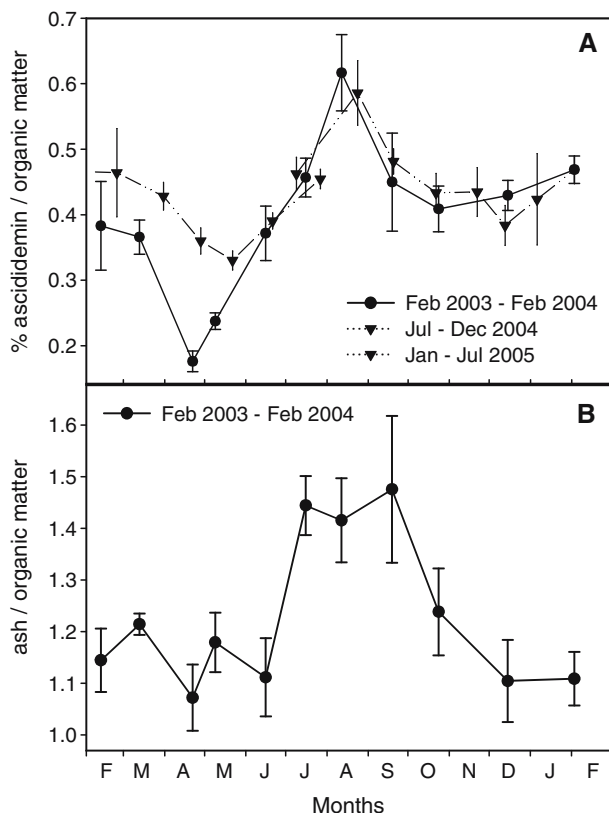 A
0.7
0.6
0.5
0.4
0.3
0.2
% ascididemin / organic matter
Feb 2003 - Feb 2004
Jul - Dec 2004
Jan - Jul 2005
B
Feb 2003 - Feb 2004
1.6
1.5
1.4
1.3
1.2
1.1
1.0
ash / organic matter
F M A M J J A S O N D J F
Months